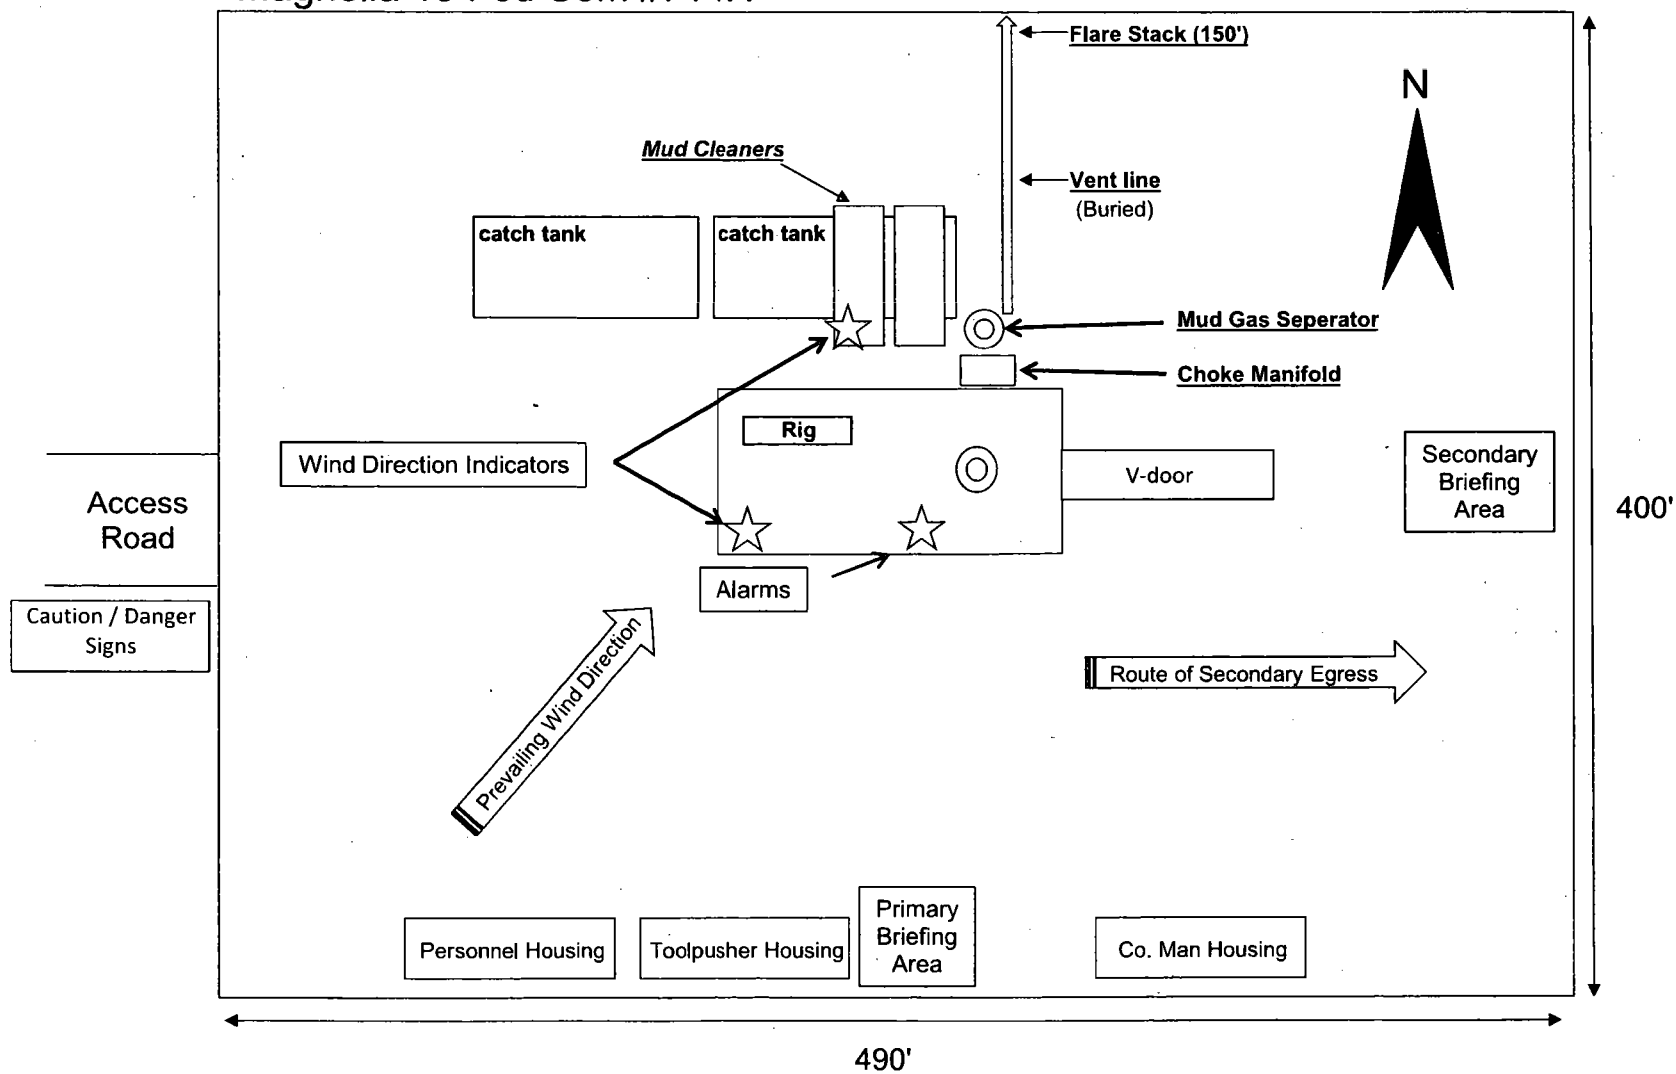 Flare Stack (150')
N
Mud Cleaners
Vent line
(Buried)
catch tank
catch tank
Mud Gas Seperator
Choke Manifold
Rig
Wind Direction Indicators
V-door
Secondary
Briefing
Area
Access
Road
400'
Alarms
Caution / Danger
Signs
Prevailing Wind Direction
Route of Secondary Egress
Personnel Housing
Toolpusher Housing
Primary
Briefing
Area
Co. Man Housing
490'